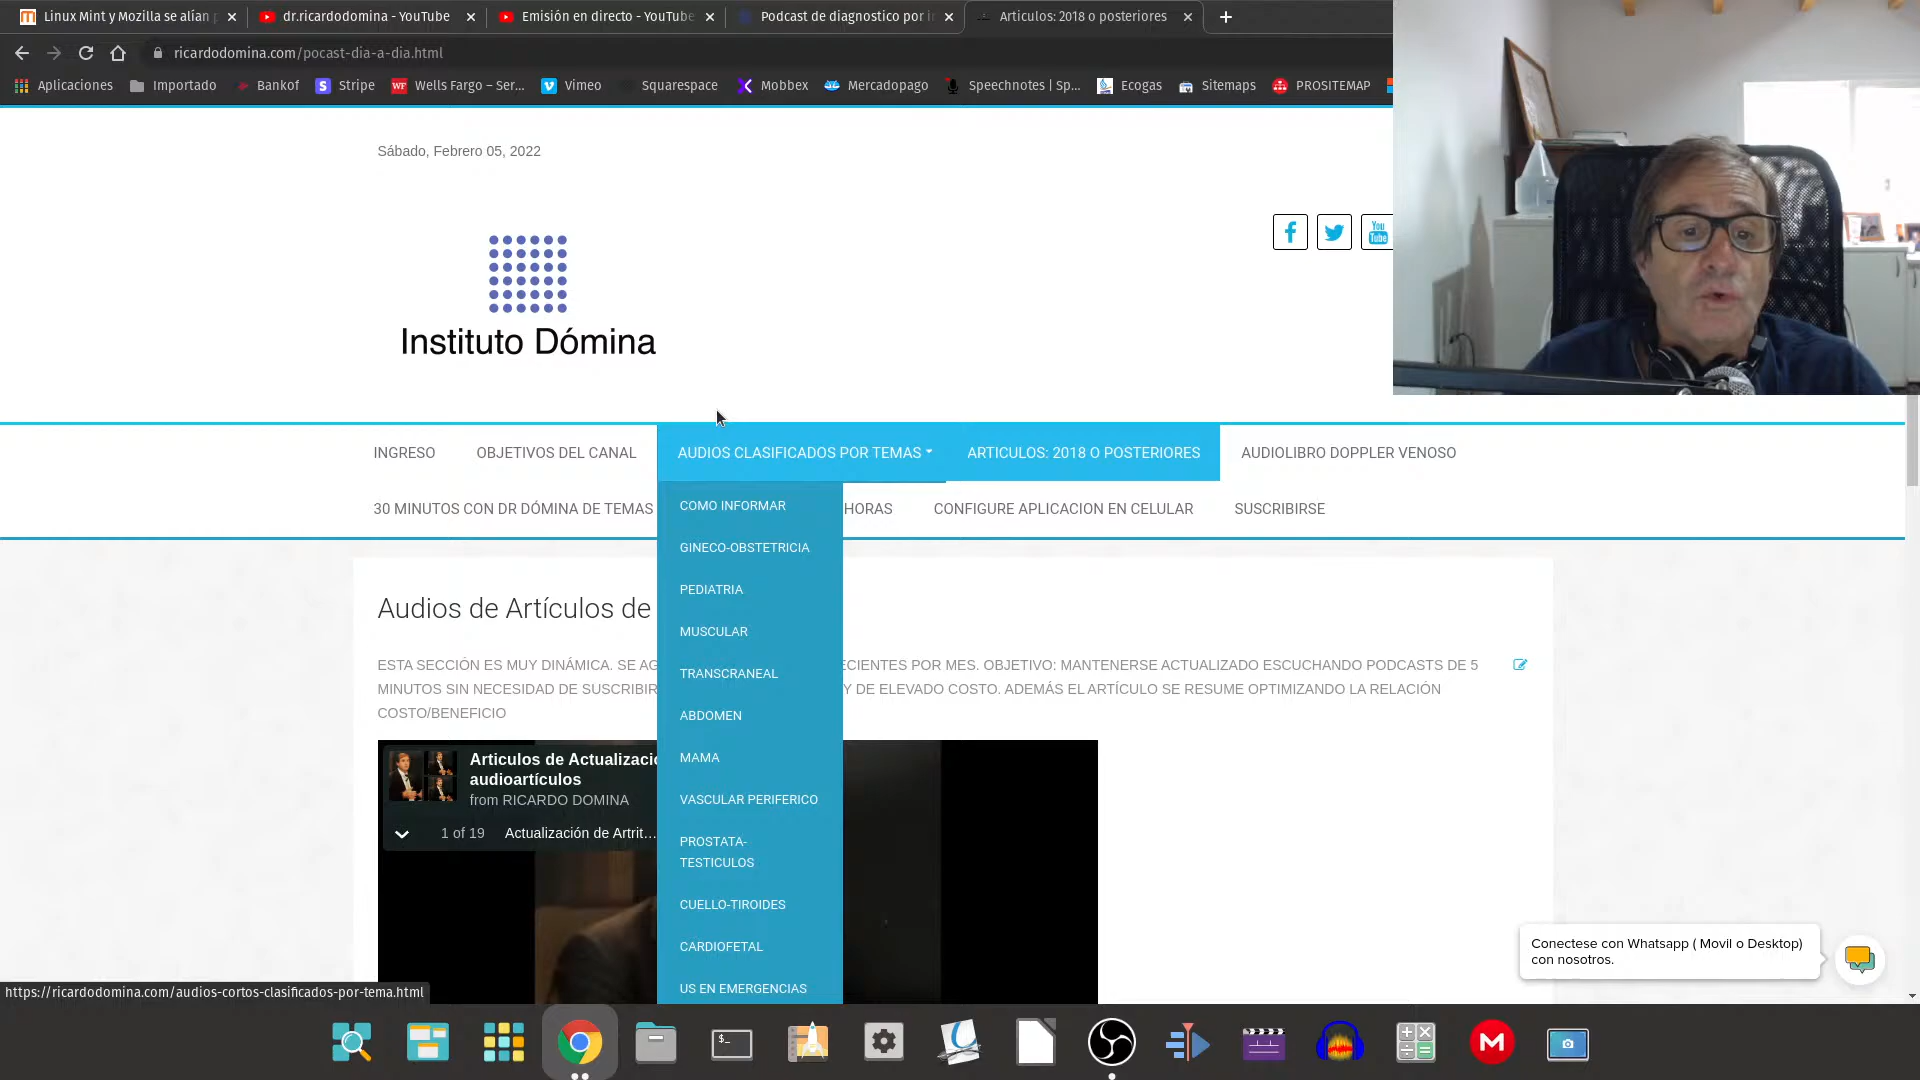 Linux Mint y Mozilla se alían
dr.ricardodomina - YouTube
Emisión en directo - YouTube
Podcast de diagnostico por
Articulos: 2018 o posteriores
ricardodomina.com/pocast-dia-a-dia.html
Aplicaciones
Importado
Bankof
Stripe
Wells Fargo – Ser...
Vimeo
Squarespace
Mobbex
Mercadopago
Speechnotes | Sp...
Ecogas
Sitemaps
PROSITEMAP
Sábado, Febrero 05, 2022
You Tube
Instituto Dómina
INGRESO
OBJETIVOS DEL CANAL
AUDIOS CLASIFICADOS POR TEMAS
ARTICULOS: 2018 O POSTERIORES
AUDIOLIBRO DOPPLER VENOSO
30 MINUTOS CON DR DÓMINA DE TEMAS
HORAS
CONFIGURE APLICACION EN CELULAR
SUSCRIBIRSE
COMO INFORMAR
GINECO-OBSTETRICIA
PEDIATRIA
MUSCULAR
TRANSCRANEAL
ABDOMEN
MAMA
VASCULAR PERIFERICO
PROSTATA-
TESTICULOS
CUELLO-TIROIDES
CARDIOFETAL
US EN EMERGENCIAS
Audios de Artículos de
ESTA SECCIÓN ES MUY DINÁMICA. SE AG ECIENTES POR MES. OBJETIVO: MANTENERSE ACTUALIZADO ESCUCHANDO PODCASTS DE 5
MINUTOS SIN NECESIDAD DE SUSCRIBIR Y DE ELEVADO COSTO. ADEMÁS EL ARTÍCULO SE RESUME OPTIMIZANDO LA RELACIÓN
COSTO/BENEFICIO
Articulos de Actualizació
audioartículos
from RICARDO DOMINA
1 of 19 Actualización de Artrit...
Conectese con Whatsapp ( Movil o Desktop)
con nosotros.
https://ricardodomina.com/audios-cortos-clasificados-por-tema.html